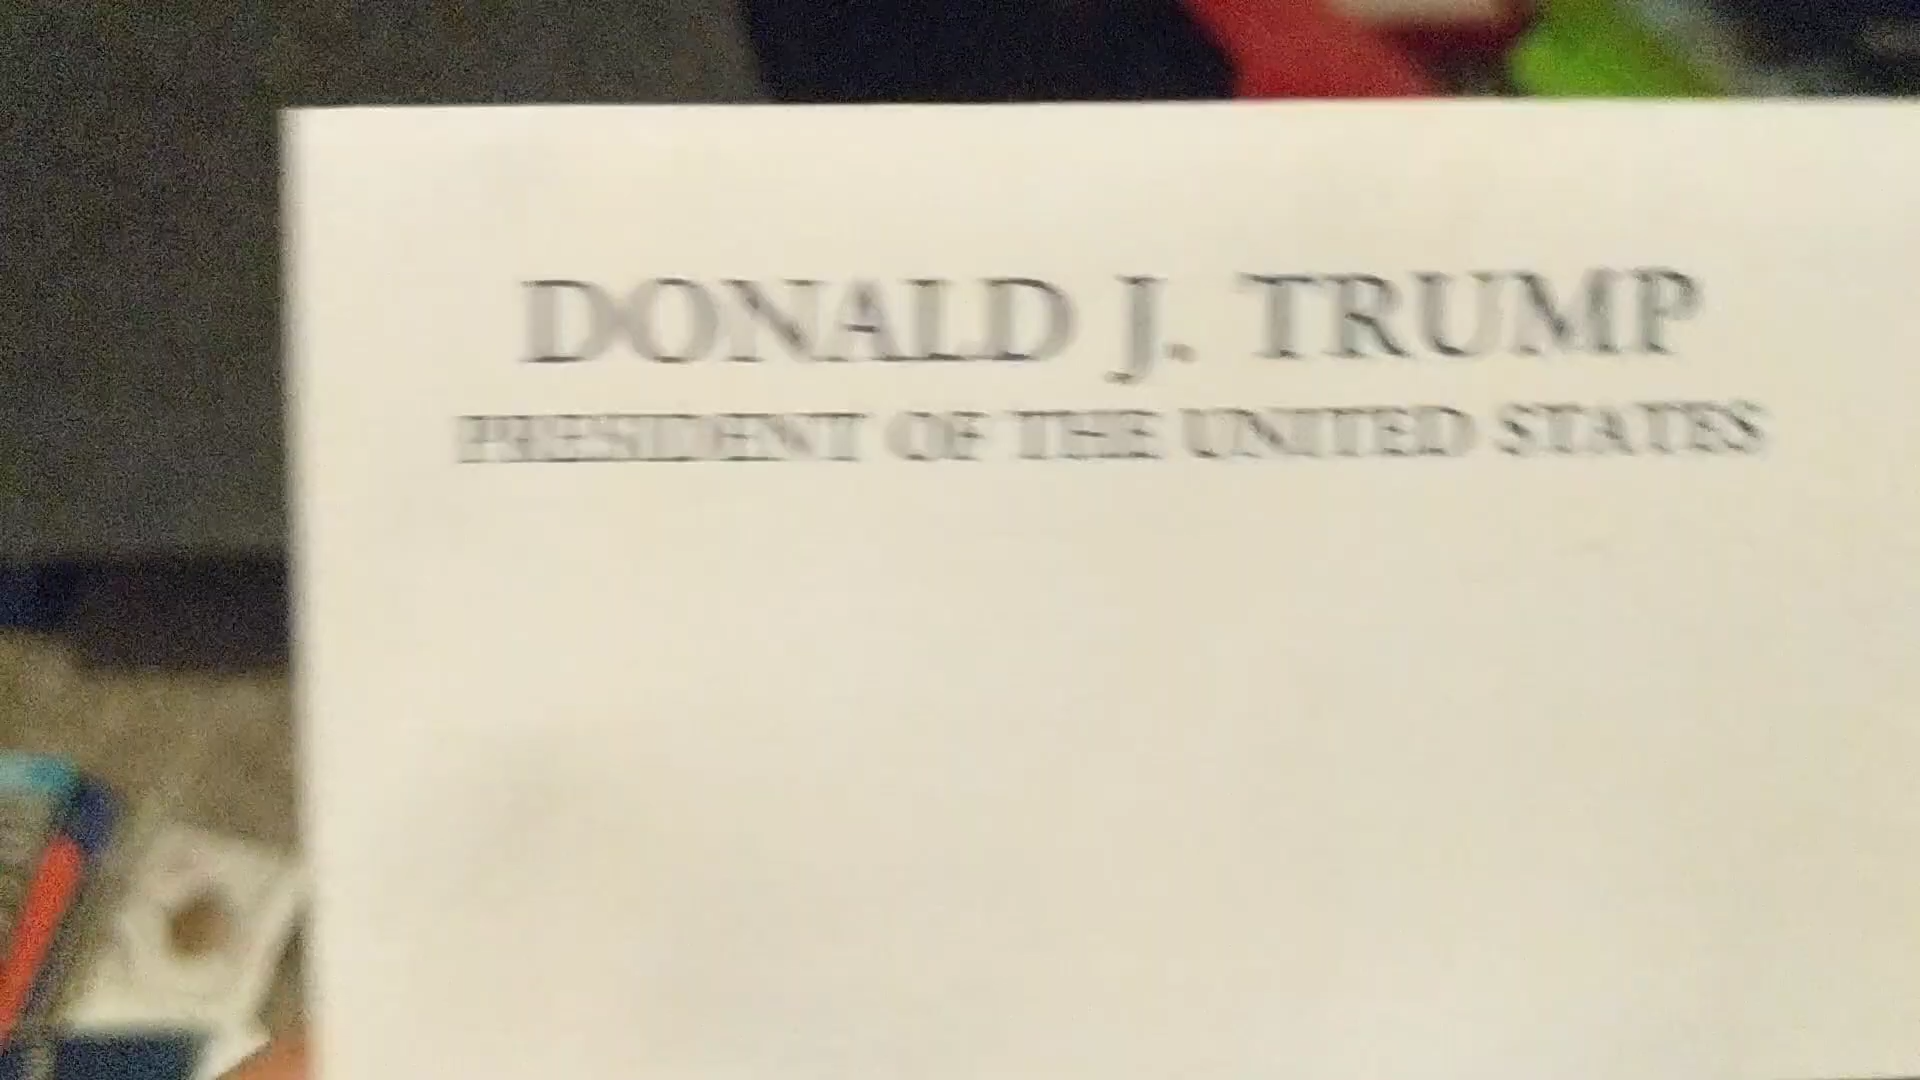 DONALD J. TRUMP
PRESIDENT OF THE UNITED STATES